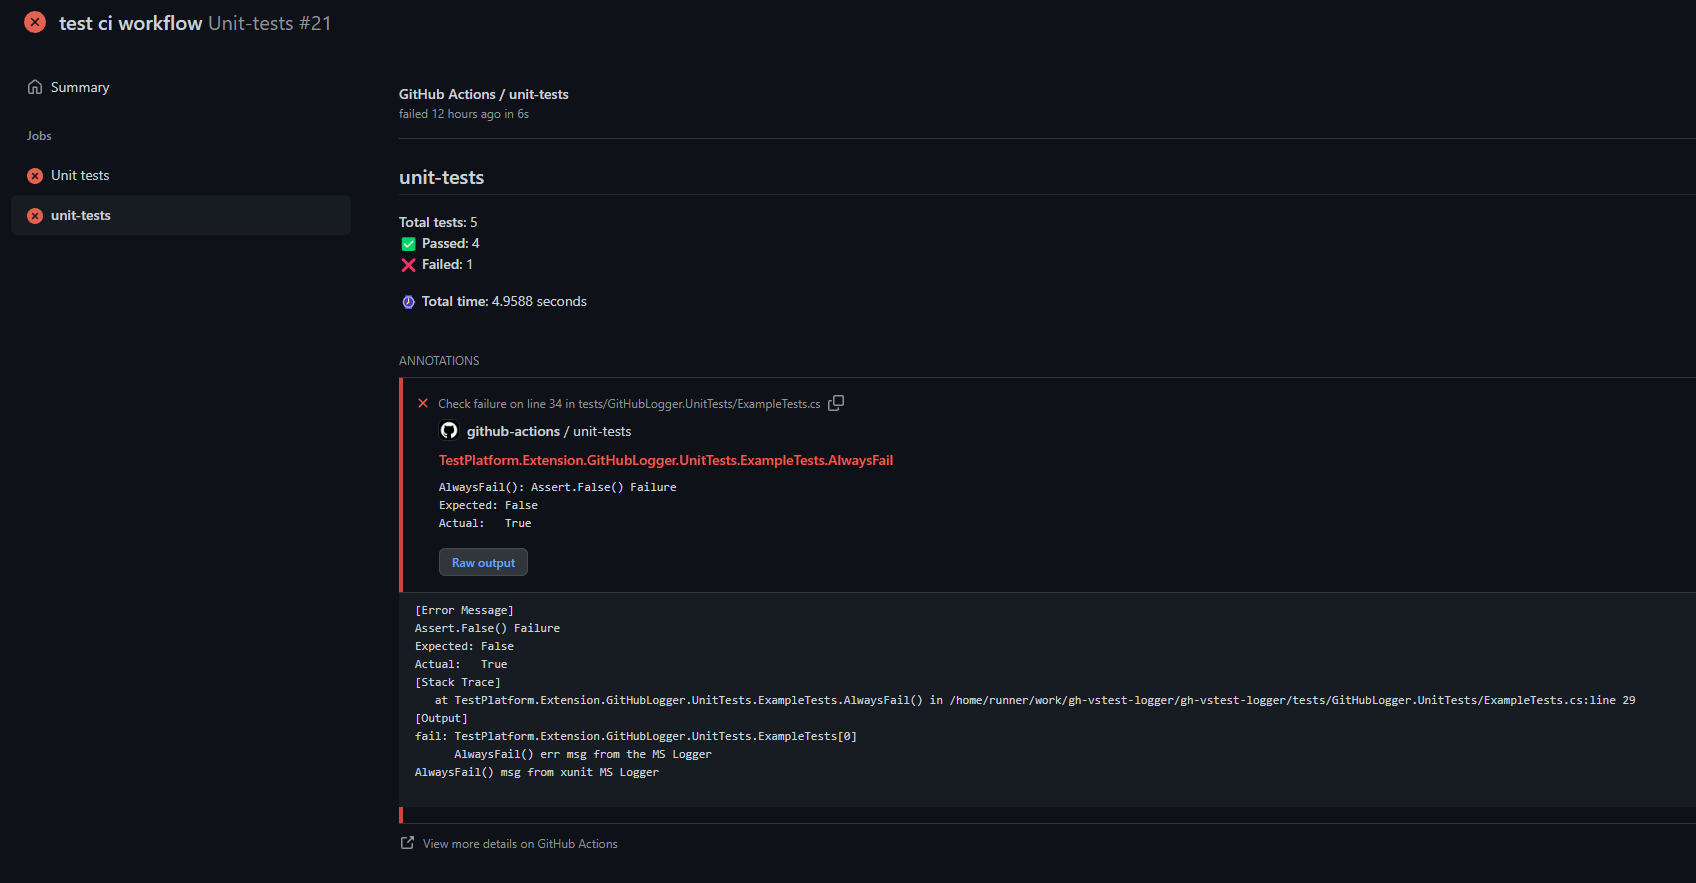 test ci workflow Unit-tests #21
Summary
Jobs
Unit tests
unit-tests
GitHub Actions / unit-tests
failed 12 hours ago in 6s
unit-tests
Total tests: 5
Passed: 4
Failed: 1
Total time: 4.9588 seconds
ANNOTATIONS
Check failure on line 34 in tests/GitHubLogger.UnitTests/ExampleTests.cs
github-actions / unit-tests
TestPlatform.Extension.GitHubLogger.UnitTests.ExampleTests.AlwaysFail
AlwaysFail(): Assert.False() Failure
Expected: False
Actual:   True
Raw output
[Error Message]
Assert.False() Failure
Expected: False
Actual:   True
[Stack Trace]
   at TestPlatform.Extension.GitHubLogger.UnitTests.ExampleTests.AlwaysFail() in /home/runner/work/gh-vstest-logger/gh-vstest-logger/tests/GitHubLogger.UnitTests/ExampleTests.cs:line 29
[Output]
fail: TestPlatform.Extension.GitHubLogger.UnitTests.ExampleTests[0]
      AlwaysFail() err msg from the MS Logger
AlwaysFail() msg from xunit MS Logger
View more details on GitHub Actions